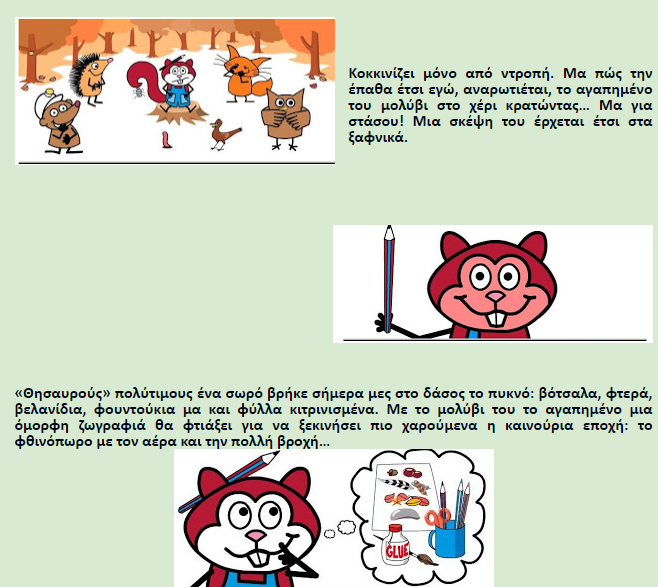 Κοκκινίζει μόνο από ντροπή. Μα πώς την
έπαθα έτσι εγώ, αναρωτιέται, το αγαπημένο
του μολύβι στο χέρι κρατώντας... Μα για
στάσου! Μια σκέψη του έρχεται έτσι στα
ξαφνικά.
«Θησαυρούς» πολύτιμους ένα σωρό βρήκε σήμερα μες στο δάσος το πυκνό: βότσαλα, φτερά,
βελανίδια, φουντούκια μα και φύλλα κιτρινισμένα. Με το μολύβι του το αγαπημένο μια
όμορφη ζωγραφιά θα φτιάξει για να ξεκινήσει πιο χαρούμενα η καινούρια εποχή: το
φθινόπωρο με τον αέρα και την πολλή βροχή...
GLUE